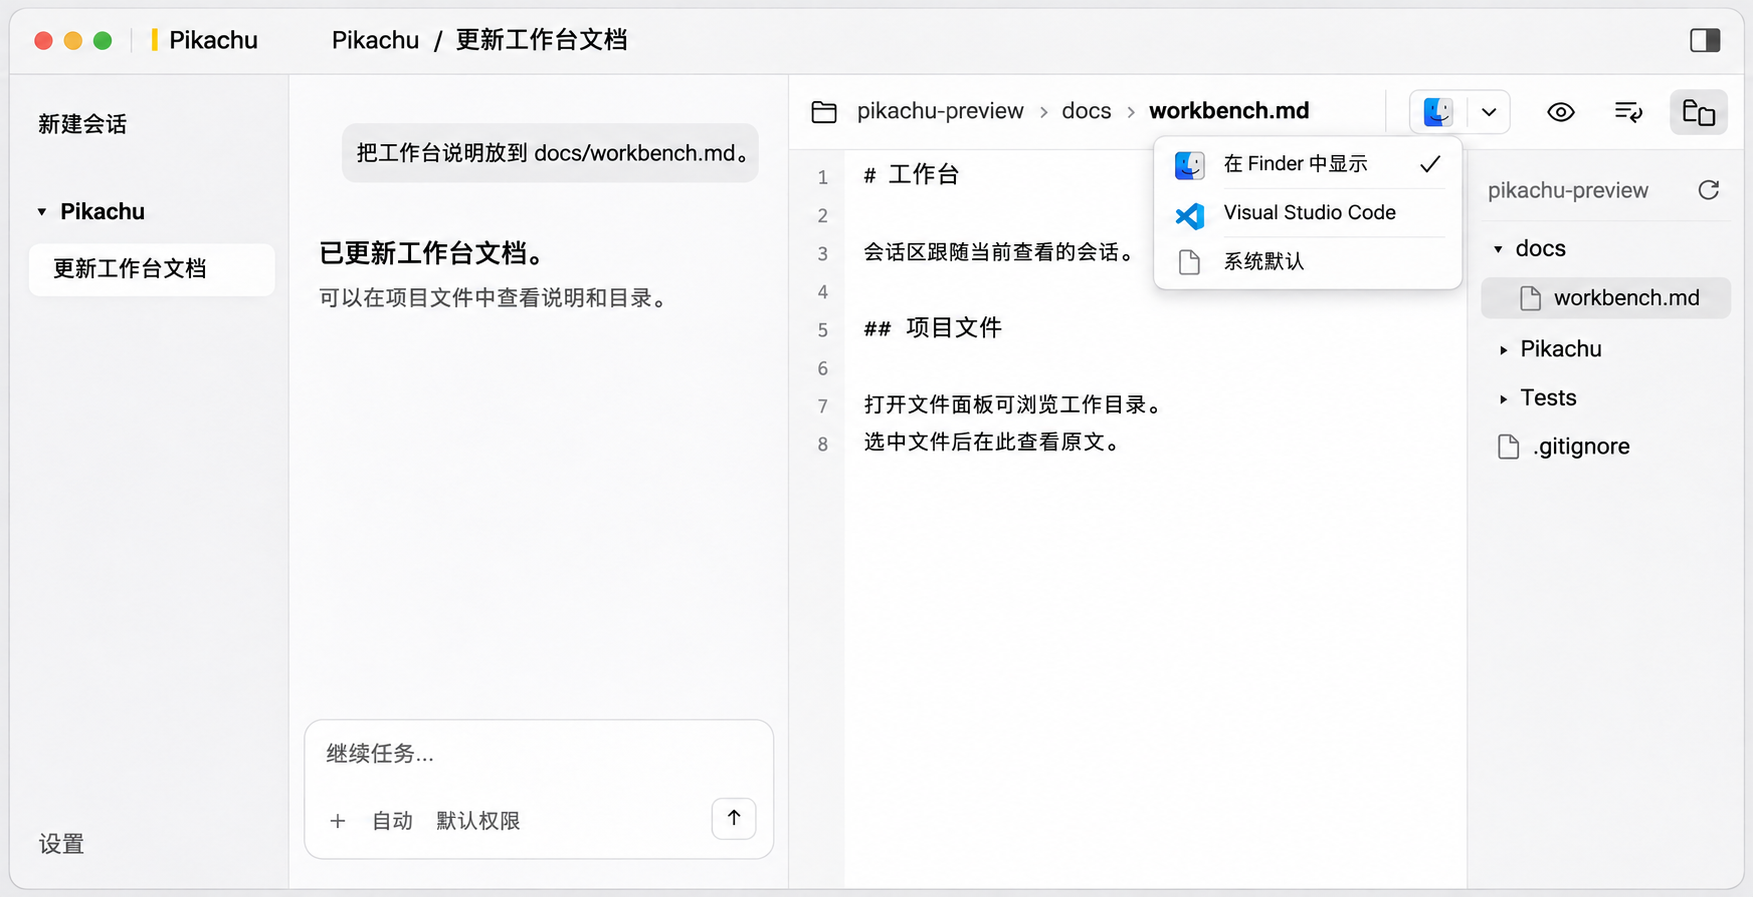 Pikachu
Pikachu / 更新工作台文档
新建会话
Pikachu
更新工作台文档
设置
把工作台说明放到 docs/workbench.md。
已更新工作台文档。
可以在项目文件中查看说明和目录。
继续任务...
+ 自动 默认权限
pikachu-preview › docs › workbench.md
1 # 工作台
2
3 会话区跟随当前查看的会话。
4
5 ## 项目文件
6
7 打开文件面板可浏览工作目录。
8 选中文件后在此查看原文。
在 Finder 中显示
Visual Studio Code
系统默认
pikachu-preview
docs
workbench.md
Pikachu
Tests
.gitignore